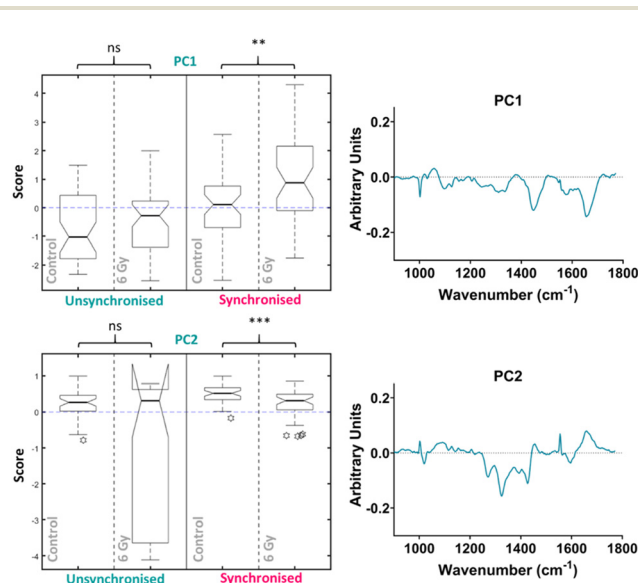 ns
**
PC1
Score
4
3
2
1
0
-1
-2
Control
6 Gy
Control
6 Gy
Unsynchronised
Synchronised
PC1
Arbitrary Units
0.2
0.0
-0.2
1000 1200 1400 1600 1800
Wavenumber (cm-1)
ns
***
PC2
Score
1
0
-1
-2
-3
-4
Control
6 Gy
Control
6 Gy
Unsynchronised
Synchronised
PC2
Arbitrary Units
0.2
0.0
-0.2
1000 1200 1400 1600 1800
Wavenumber (cm-1)